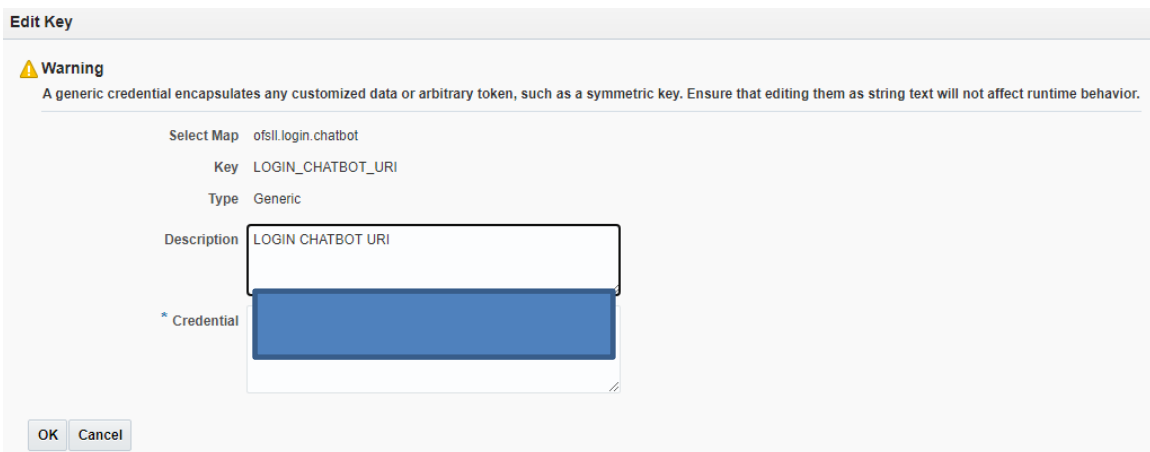 Edit Key
Warning
A generic credential encapsulates any customized data or arbitrary token, such as a symmetric key. Ensure that editing them as string text will not affect runtime behavior.
Select Map ofsll.login.chatbot
Key LOGIN_CHATBOT_URI
Type Generic
Description LOGIN CHATBOT URI
* Credential
OK Cancel